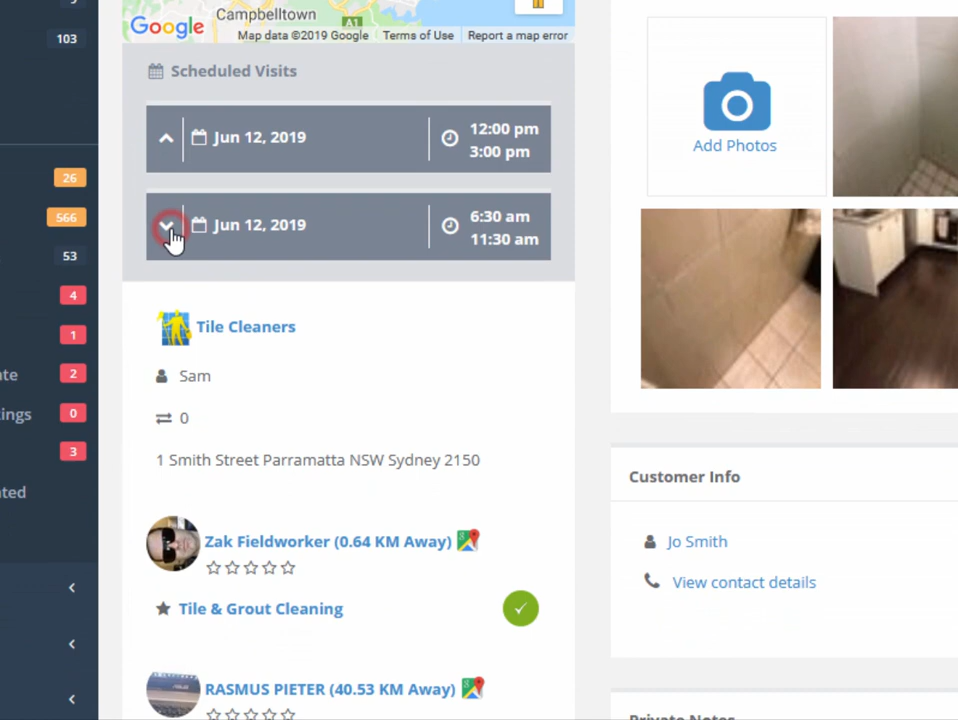 Campbelltown
A1
Google
Map data ©2019 Google Terms of Use Report a map error
103
Scheduled Visits
Jun 12, 2019
12:00 pm
3:00 pm
Add Photos
26
566
Jun 12, 2019
6:30 am
11:30 am
53
4
1
ate 2
ings 0
3
ated
Tile Cleaners
Sam
0
1 Smith Street Parramatta NSW Sydney 2150
Zak Fieldworker (0.64 KM Away)
Tile & Grout Cleaning
RASMUS PIETER (40.53 KM Away)
Customer Info
Jo Smith
View contact details
Private Notes